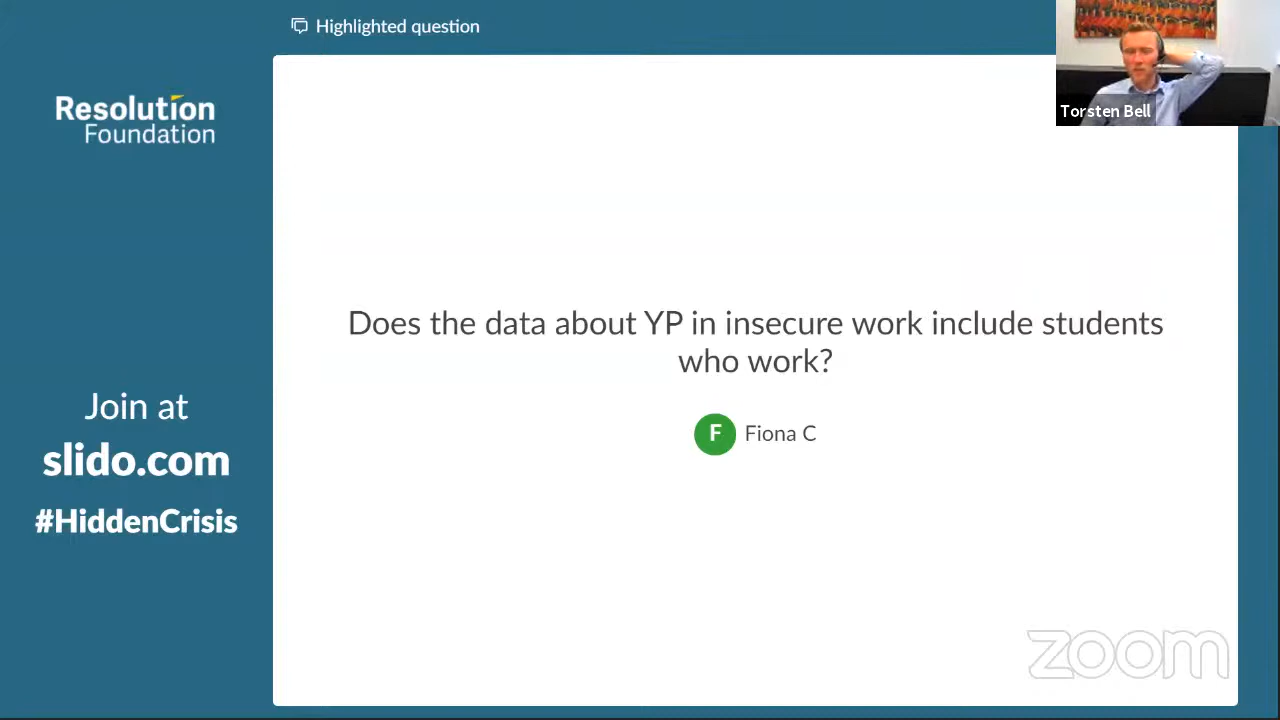 Highlighted question
Torsten Bell
Resolution
Foundation
Does the data about YP in insecure work include students
who work?
F Fiona C
Join at
slido.com
#HiddenCrisis
zoom